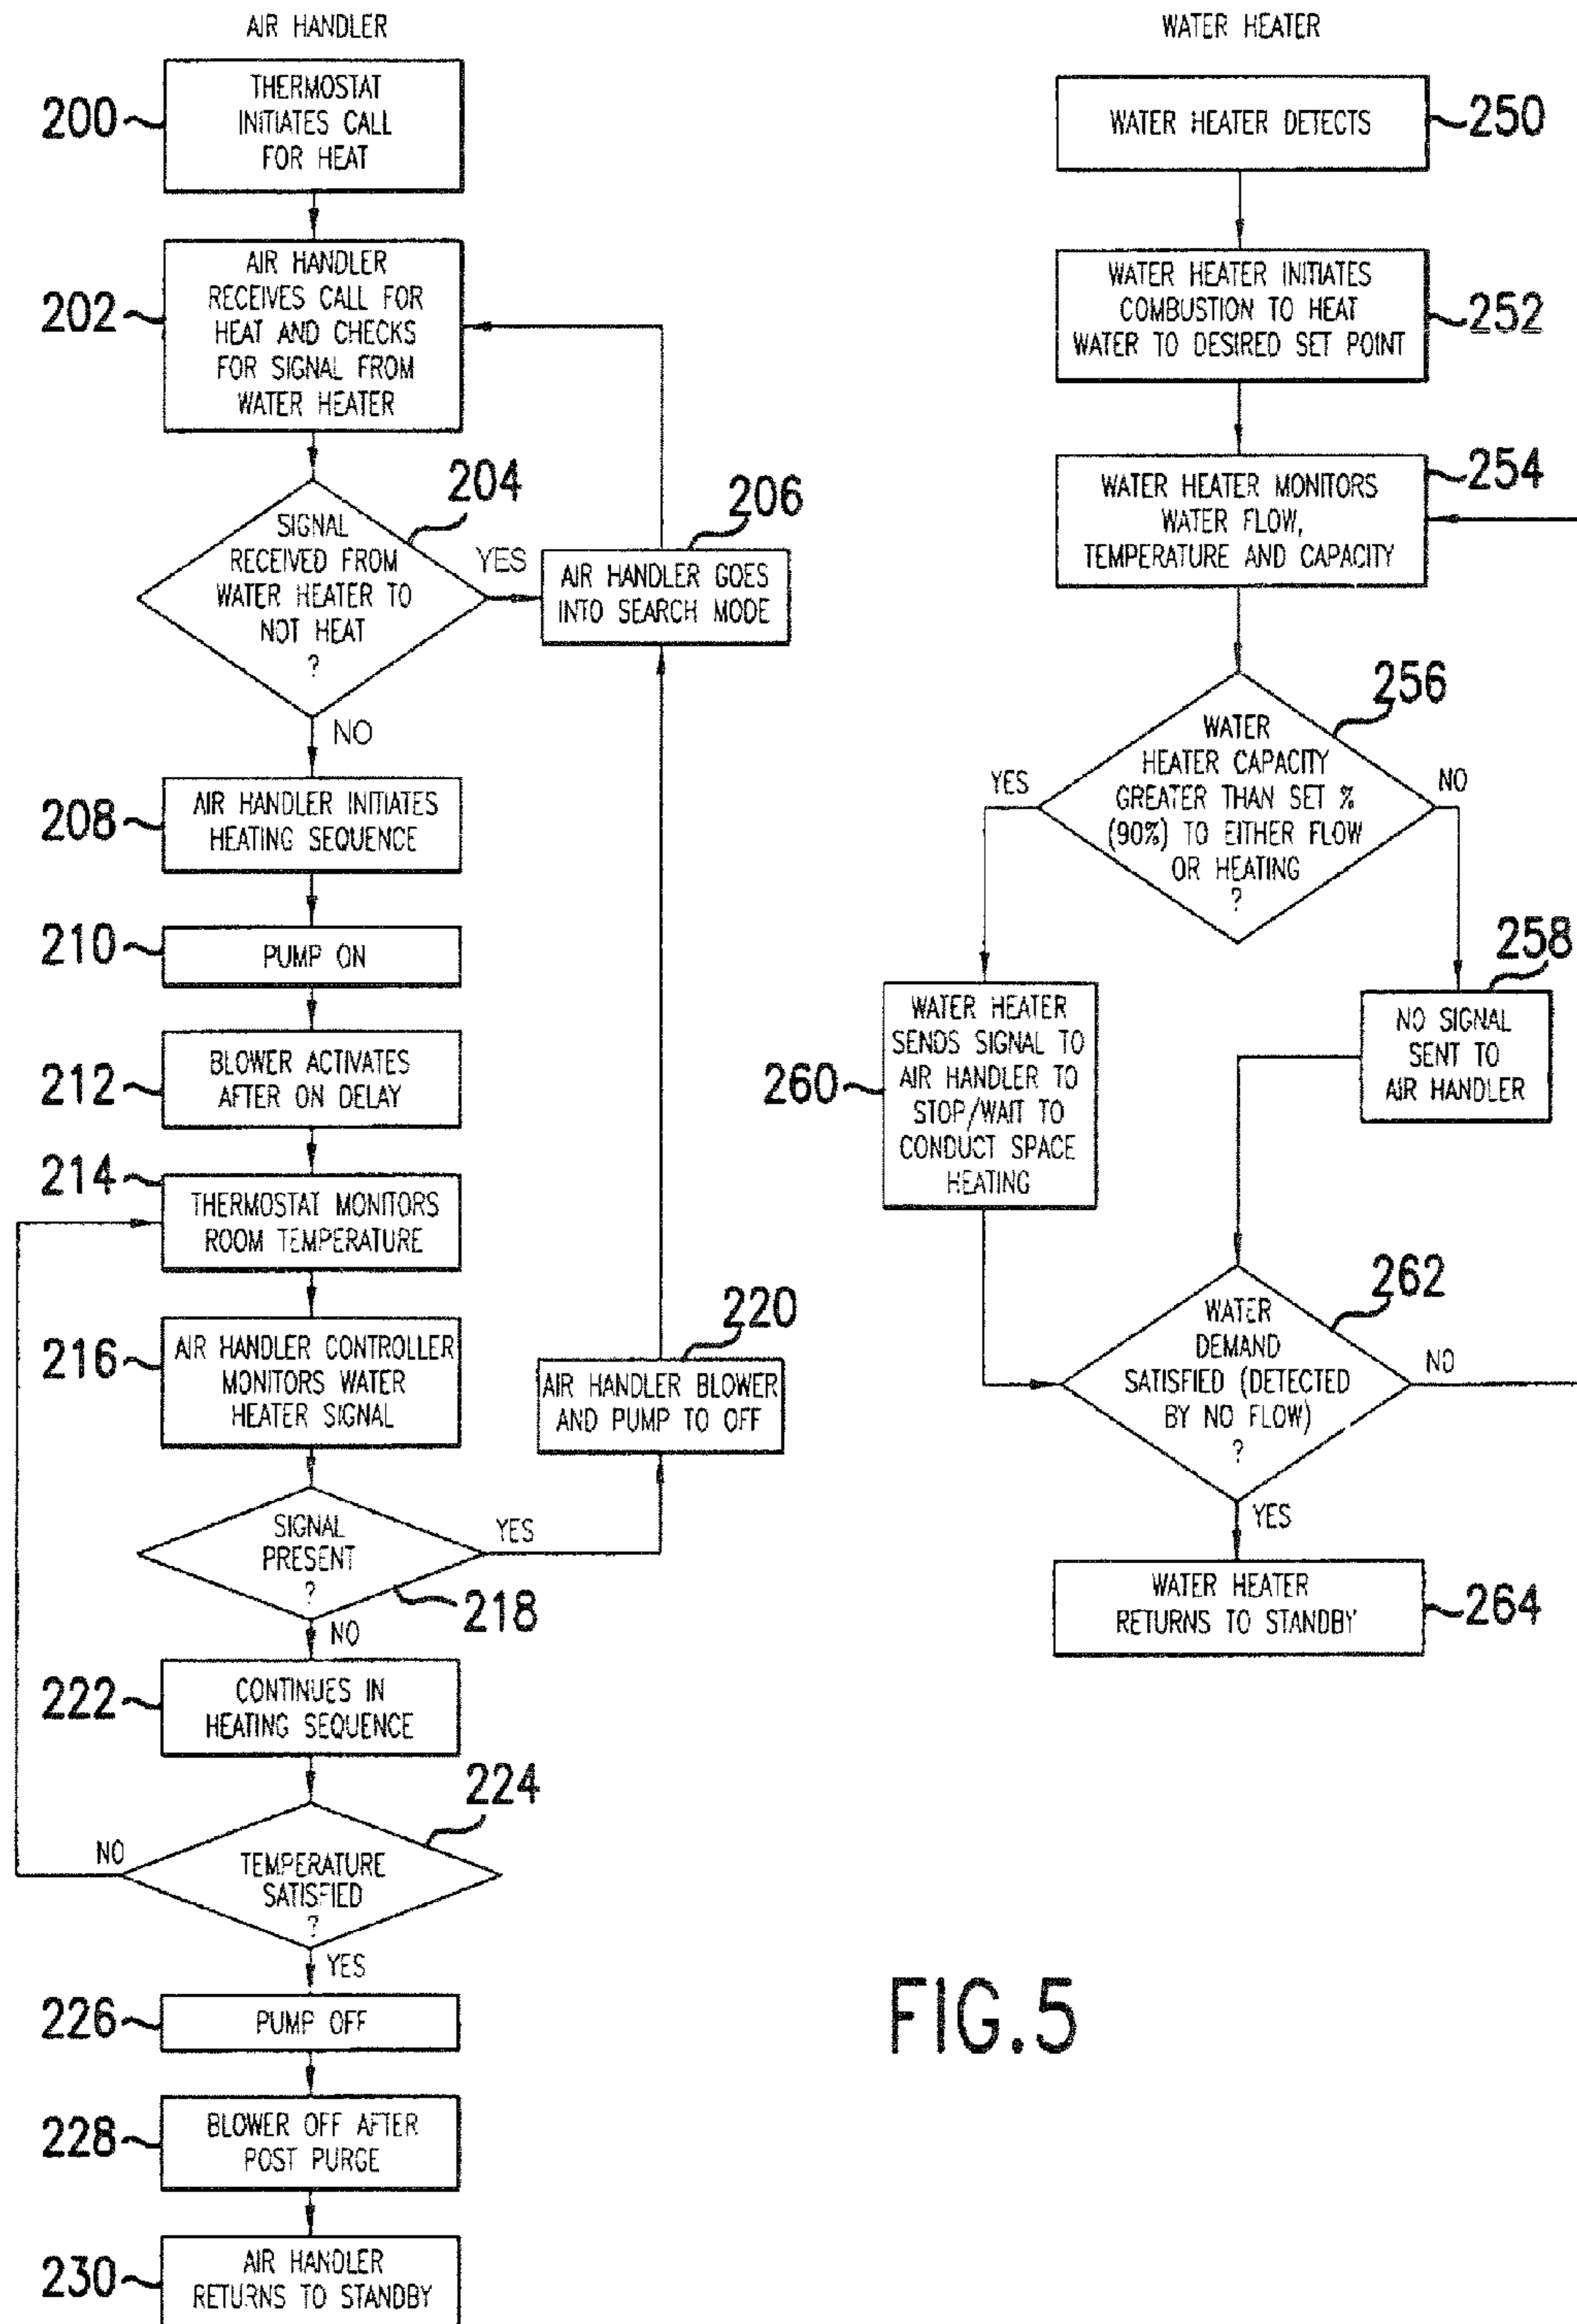 AIR HANDLER
200
THERMOSTAT
INITIATES CALL
FOR HEAT
202
AIR HANDLER
RECEIVES CALL FOR
HEAT AND CHECKS
FOR SIGNAL FROM
WATER HEATER
204
SIGNAL
RECEIVED FROM
WATER HEATER TO
NOT HEAT
?
YES
NO
206
AIR HANDLER GOES
INTO SEARCH MODE
208
AIR HANDLER INITIATES
HEATING SEQUENCE
210
PUMP ON
212
BLOWER ACTIVATES
AFTER ON DELAY
214
THERMOSTAT MONITORS
ROOM TEMPERATURE
216
AIR HANDLER CONTROLLER
MONITORS WATER
HEATER SIGNAL
220
AIR HANDLER BLOWER
AND PUMP TO OFF
SIGNAL
PRESENT
?
YES
218
NO
222
CONTINUES IN
HEATING SEQUENCE
224
NO
TEMPERATURE
SATISFIED
?
YES
226
PUMP OFF
228
BLOWER OFF AFTER
POST PURGE
230
AIR HANDLER
RETURNS TO STANDBY
WATER HEATER
WATER HEATER DETECTS
250
WATER HEATER INITIATES
COMBUSTION TO HEAT
WATER TO DESIRED SET POINT
252
WATER HEATER MONITORS
WATER FLOW,
TEMPERATURE AND CAPACITY
254
256
WATER
HEATER CAPACITY
GREATER THAN SET %
(90%) TO EITHER FLOW
OR HEATING
?
YES
NO
258
NO SIGNAL
SENT TO
AIR HANDLER
260
WATER HEATER
SENDS SIGNAL TO
AIR HANDLER TO
STOP/WAIT TO
CONDUCT SPACE
HEATING
262
WATER
DEMAND
SATISFIED (DETECTED
BY NO FLOW)
?
NO
YES
WATER HEATER
RETURNS TO STANDBY
264
FIG.5